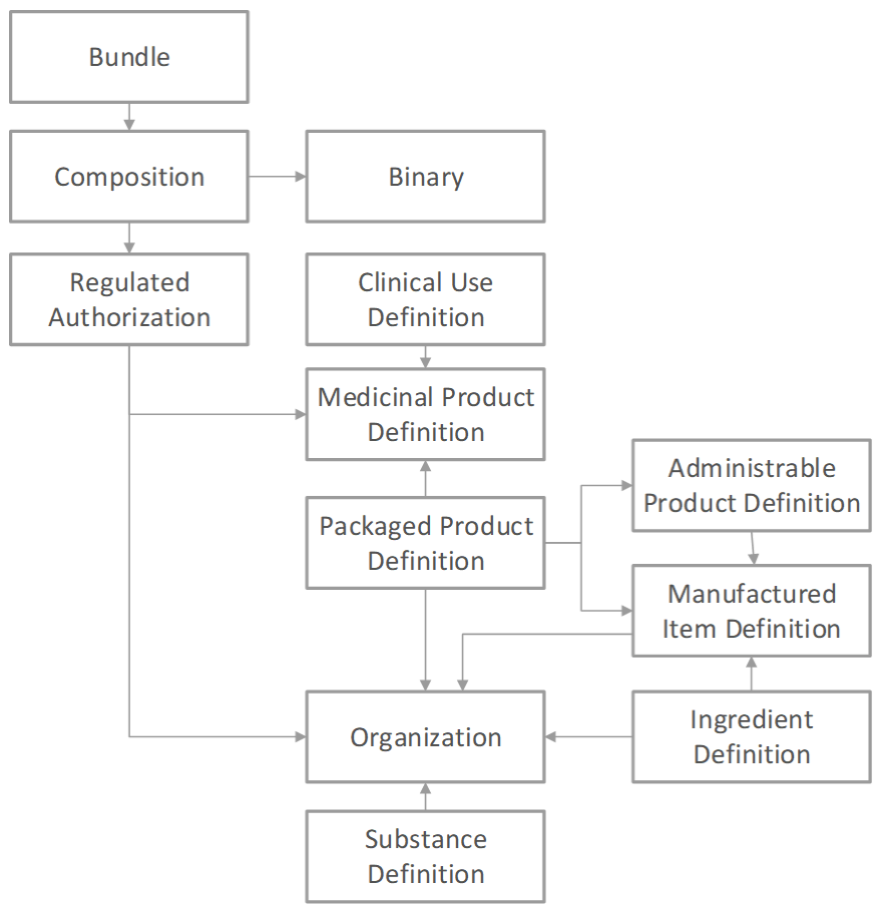 Bundle
Composition
Binary
Regulated
Authorization
Clinical Use
Definition
Medicinal Product
Definition
Administrable
Product Definition
Packaged Product
Definition
Manufactured
Item Definition
Organization
Ingredient
Definition
Substance
Definition